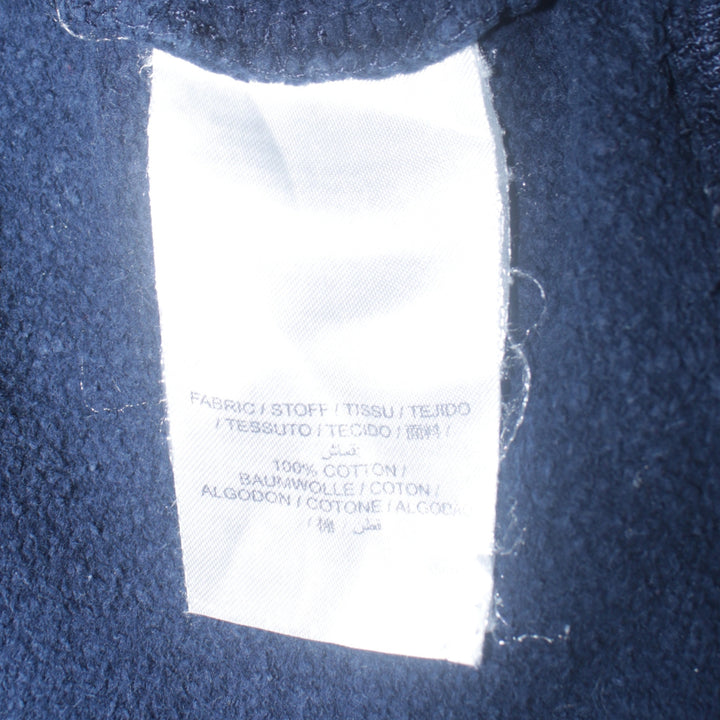 FABRIC / STOFF / TISSU / TEJIDO
/ TESSUTO / TECIDO / 面料 /
قماش:
100% COTTON /
BAUMWOLLE / COTON /
ALGODON / COTONE / ALGODA
/ 棉 / قطن